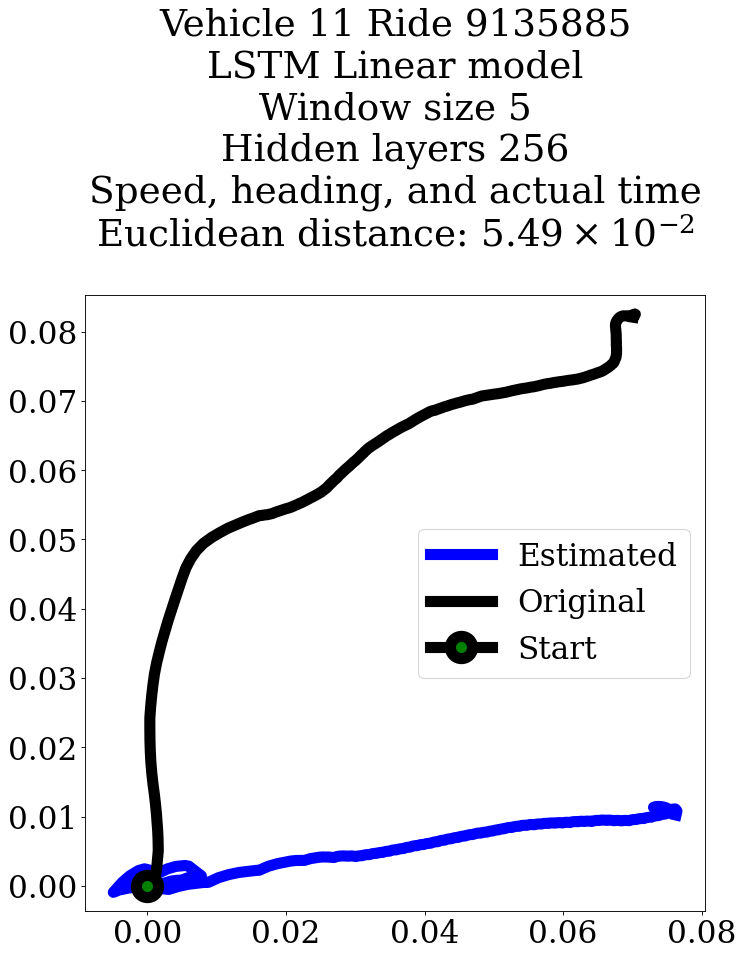 Vehicle 11 Ride 9135885
LSTM Linear model
Window size 5
Hidden layers 256
Speed, heading, and actual time
Euclidean distance: 5.49 × 10⁻²
0.08
0.07
0.06
0.05
0.04
0.03
0.02
0.01
0.00
Estimated
Original
Start
0.00 0.02 0.04 0.06 0.08